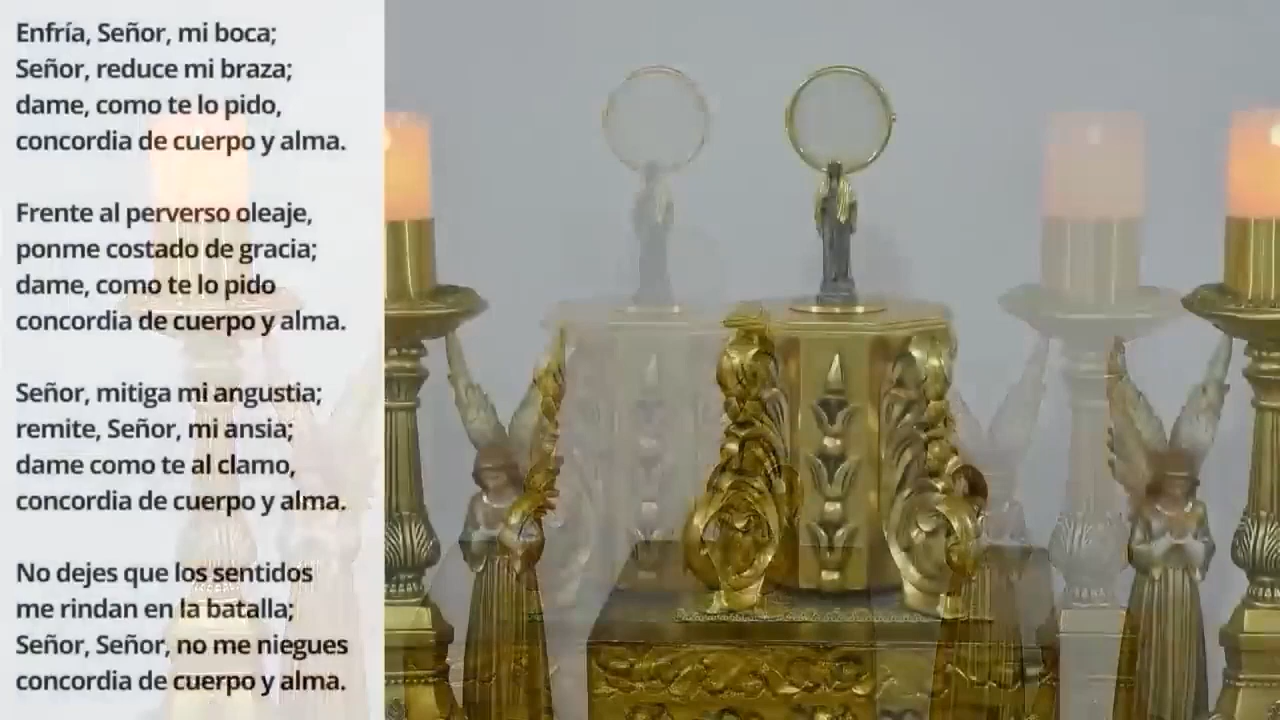 Enfría, Señor, mi boca;
Señor, reduce mi braza;
dame, como te lo pido,
concordia de cuerpo y alma.
Frente al perverso oleaje,
ponme costado de gracia;
dame, como te lo pido
concordia de cuerpo y alma.
Señor, mitiga mi angustia;
remite, Señor, mi ansia;
dame como te al clamo,
concordia de cuerpo y alma.
No dejes que los sentidos
me rindan en la batalla;
Señor, Señor, no me niegues
concordia de cuerpo y alma.